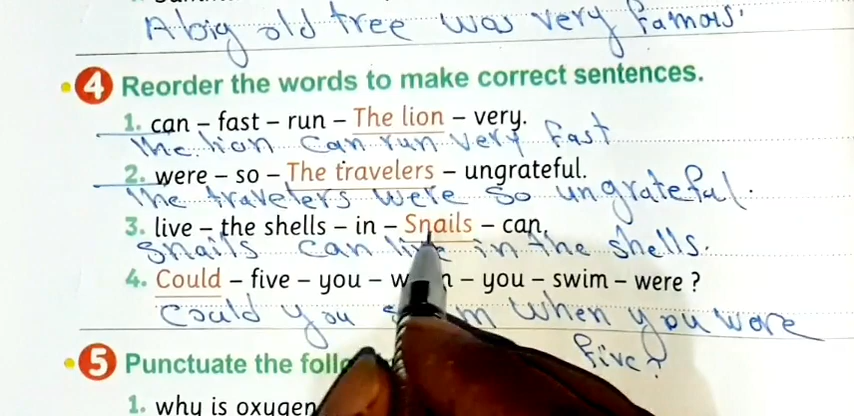 A big old tree was very famous.
4 Reorder the words to make correct sentences.
1. can – fast – run – The lion – very.
The lion can run very fast
2. were – so – The travelers – ungrateful.
the travelers were so ungrateful.
3. live – the shells – in – Snails – can.
snails can live in the shells.
4. Could – five – you – – you – swim – were ?
Could you when you were
five?
5 Punctuate the
1. why is oxygen